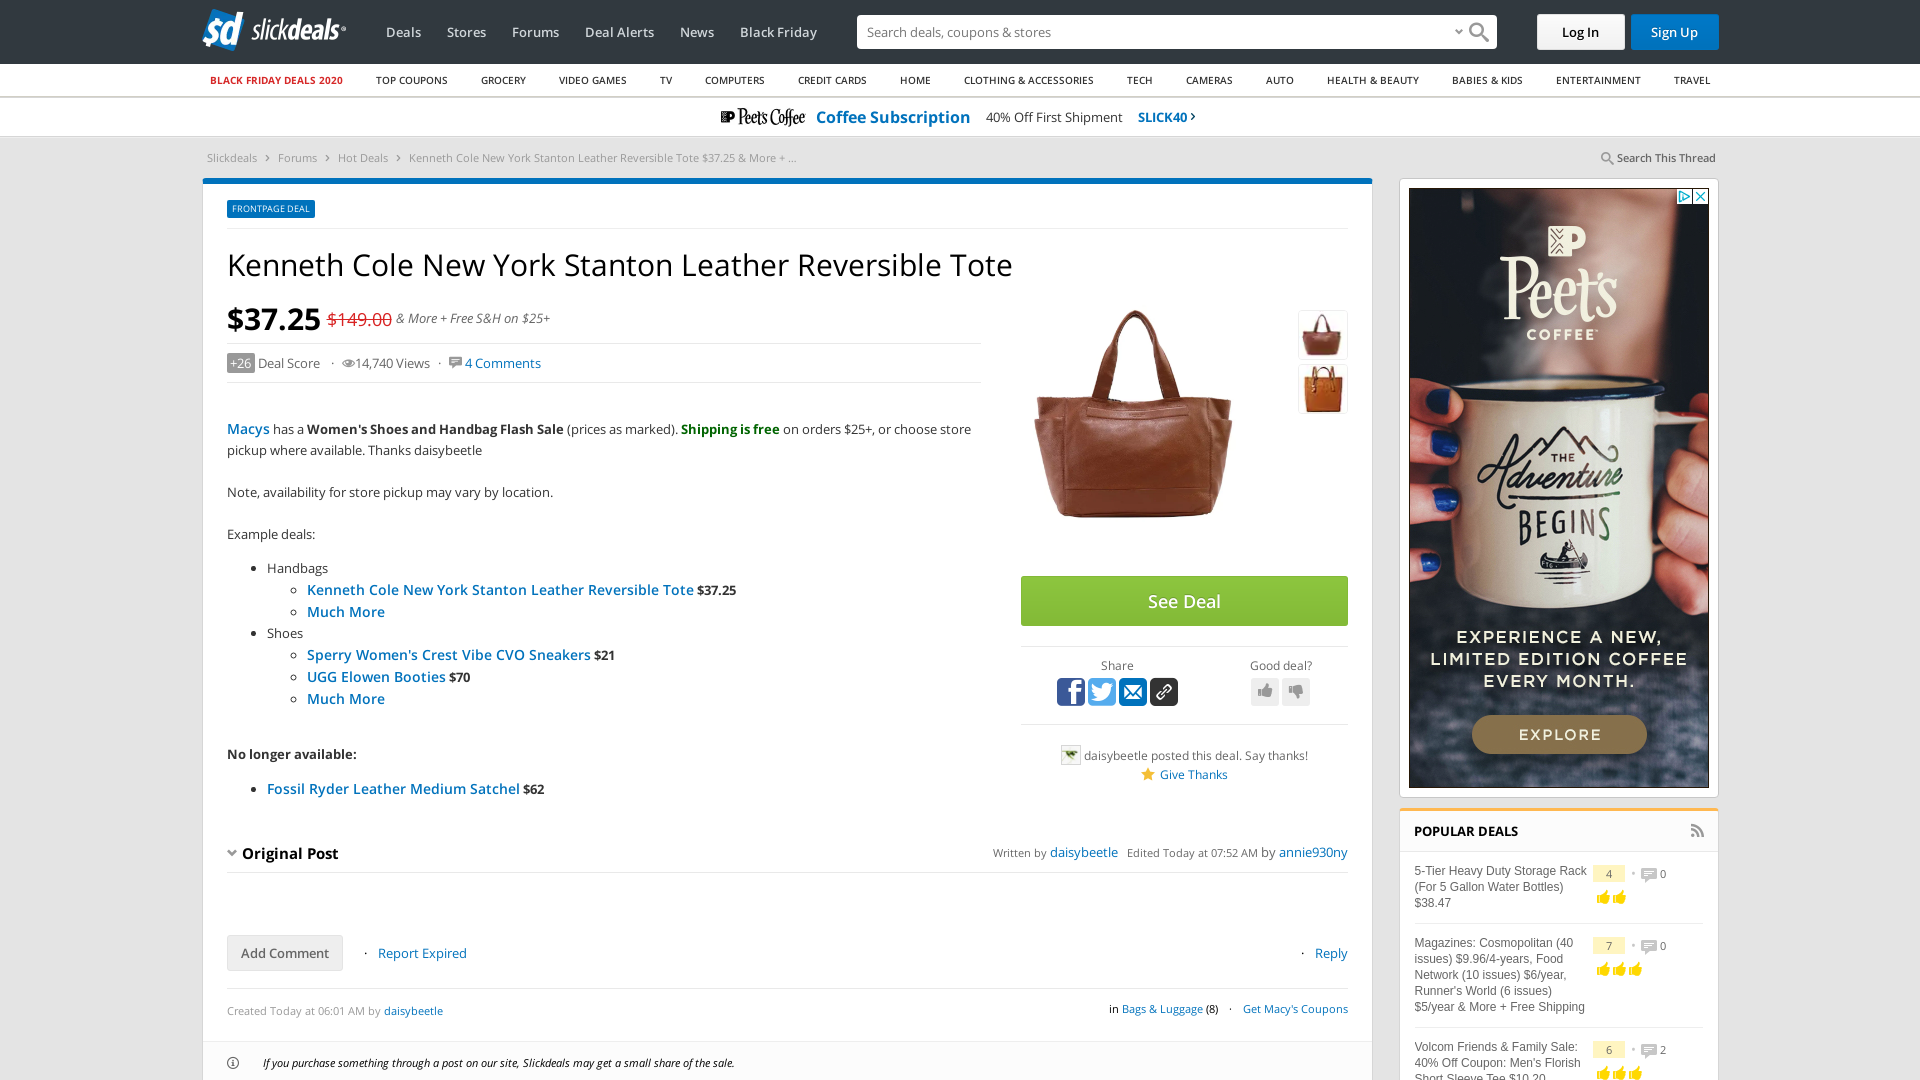 sd slickdeals
Deals Stores Forums Deal Alerts News Black Friday
Search deals, coupons & shops
Log In
Sign Up
BLACK FRIDAY DEALS 2020 TOP COUPONS GROCERY VIDEO GAMES TV COMPUTERS CREDIT CARDS HOME CLOTHING & ACCESSORIES TECH CAMERAS AUTO HEALTH & BEAUTY BABIES & KIDS ENTERTAINMENT TRAVEL
Peet's Coffee Coffee Subscription 40% Off First Shipment SLICK40 ›
Slickdeals › Forums › Hot Deals › Kenneth Cole New York Stanton Leather Reversible Tote $37.25 & More + ...
Search This Thread
FRONTPAGE DEAL
Kenneth Cole New York Stanton Leather Reversible Tote
$37.25 $149.00 & More + Free S&H on $25+
+26 Deal Score · 14,740 Views · 4 Comments
Macys has a Women's Shoes and Handbag Flash Sale (prices as marked). Shipping is free on orders $25+, or choose store
pickup where available. Thanks daisybeetle
Note, availability for store pickup may vary by location.
Example deals:
Handbags
Kenneth Cole New York Stanton Leather Reversible Tote $37.25
Much More
Shoes
Sperry Women's Crest Vibe CVO Sneakers $21
UGG Elowen Booties $70
Much More
No longer available:
Fossil Ryder Leather Medium Satchel $62
See Deal
Share
Good deal?
daisybeetle posted this deal. Say thanks!
Give Thanks
Original Post
Written by daisybeetle Edited Today at 07:52 AM by annie930ny
Add Comment · Report Expired
· Reply
Created Today at 06:01 AM by daisybeetle
in Bags & Luggage (8) · Get Macy's Coupons
If you purchase something through a post on our site, Slickdeals may get a small share of the sale.
Peet's
COFFEE
THE
Adventure
BEGINS
EXPERIENCE A NEW,
LIMITED EDITION COFFEE
EVERY MONTH.
EXPLORE
POPULAR DEALS
5-Tier Heavy Duty Storage Rack
(For 5 Gallon Water Bottles)
$38.47
4 · 0
Magazines: Cosmopolitan (40
issues) $9.96/4-years, Food
Network (10 issues) $6/year,
Runner's World (6 issues)
$5/year & More + Free Shipping
7 · 0
Volcom Friends & Family Sale:
40% Off Coupon: Men's Florish
Short Sleeve Tee $10.20
6 · 2